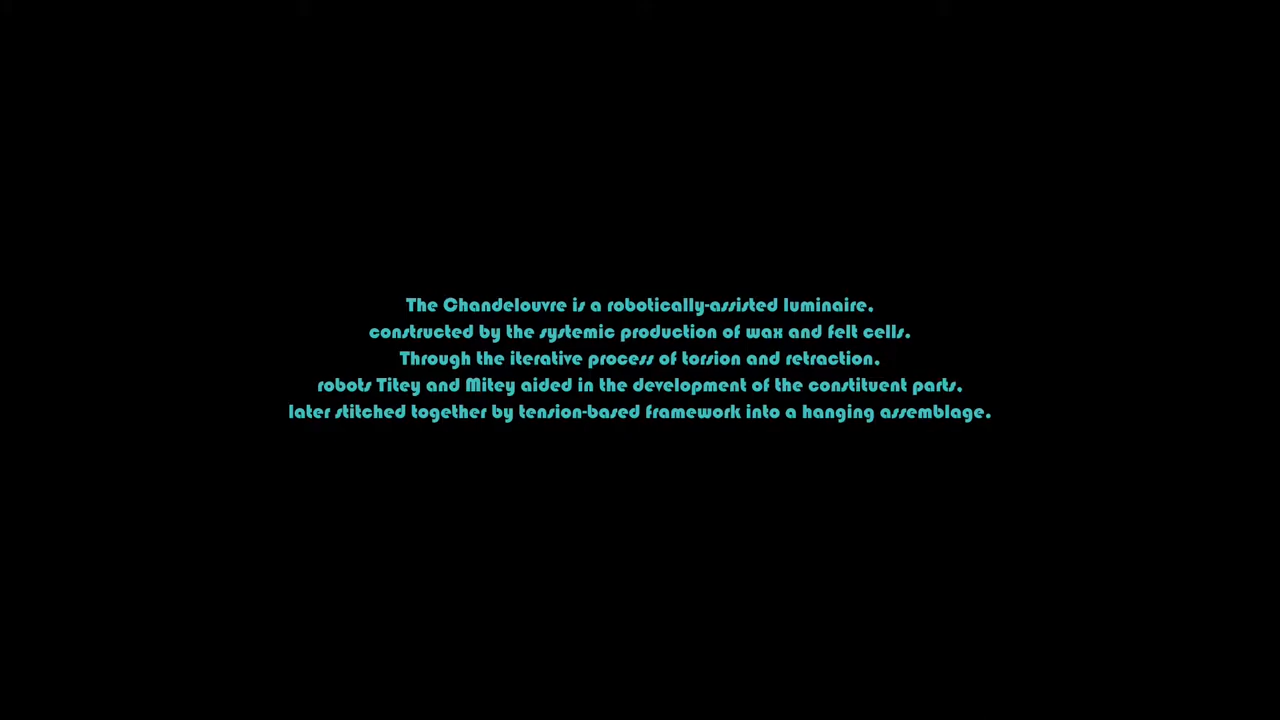 The Chandelouvre is a robotically-assisted luminaire,
constructed by the systemic production of wax and felt cells.
Through the iterative process of torsion and retraction,
robots Titey and Mitey aided in the development of the constituent parts,
later stitched together by tension-based framework into a hanging assemblage.